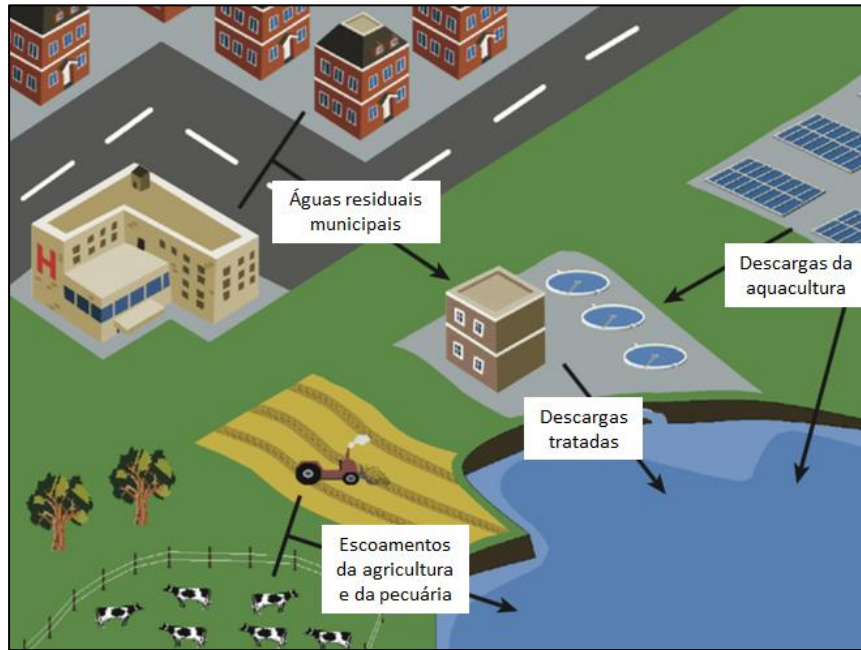 H
Águas residuais
municipais
Descargas da
aquacultura
Descargas
tratadas
Escoamentos
da agricultura
e da pecuária